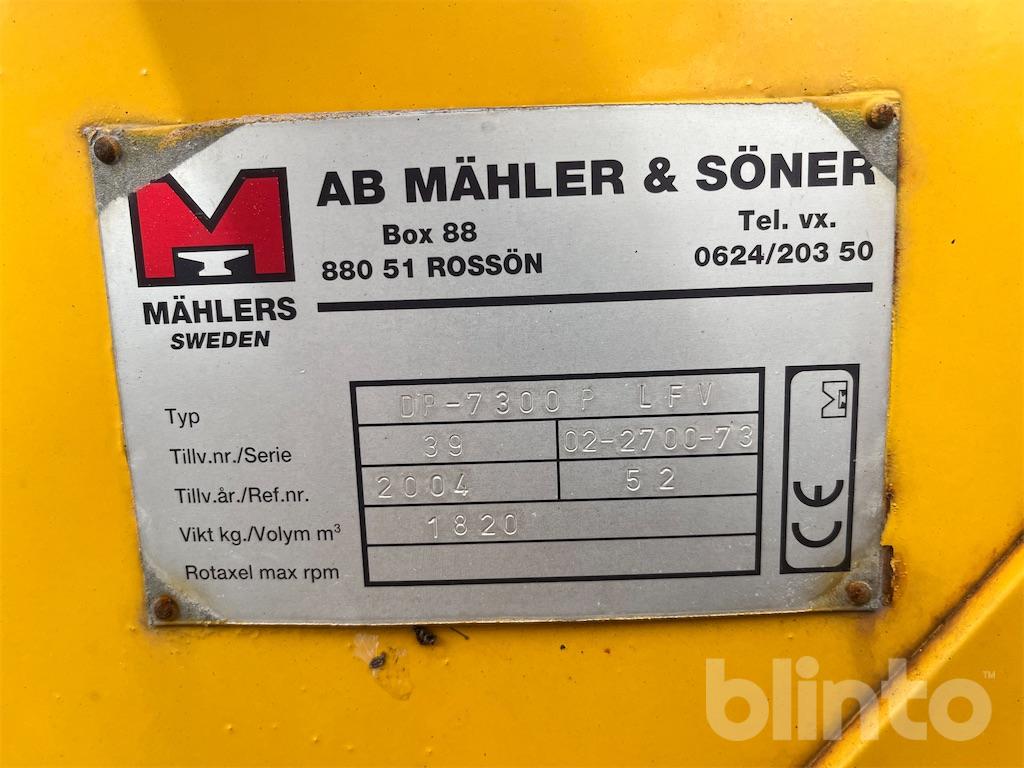 AB MÄHLER & SÖNER
Box 88 Tel. vx.
880 51 ROSSÖN 0624/203 50
MÄHLERS
SWEDEN
Typ DP-7300 P LFV
Tillv.nr./Serie 39 02-2700-73
Tillv.år./Ref.nr. 2004 52
Vikt kg./Volym m³ 1820
Rotaxel max rpm
CE
blinto™